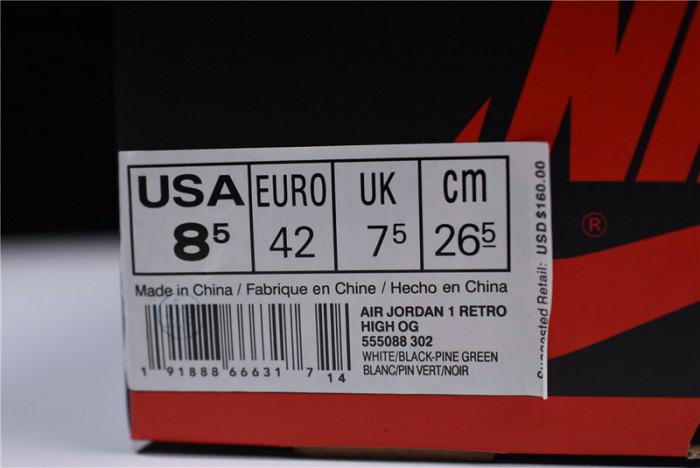 NIKE
®
USA EURO UK cm
8⁵ 42 7⁵ 26⁵
Made in China / Fabrique en Chine / Hecho en China
AIR JORDAN 1 RETRO
HIGH OG
555088 302
WHITE/BLACK-PINE GREEN
BLANC/PIN VERT/NOIR
1 91888 66631 7 14
Suggested Retail: USD $160.00